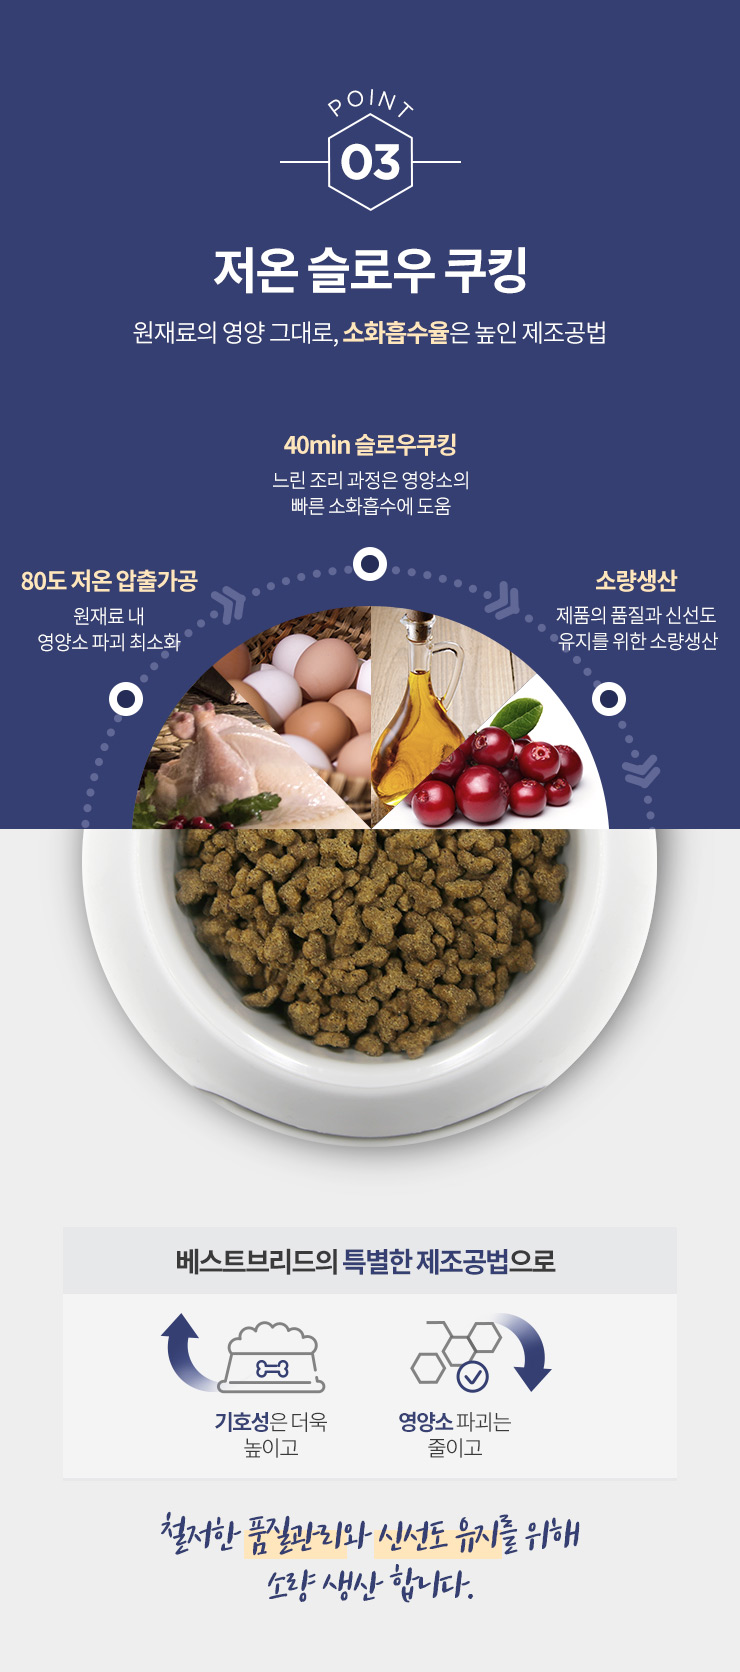 POINT
03
저온 슬로우 쿠킹
원재료의 영양 그대로, 소화흡수율은 높인 제조공법
40min 슬로우쿠킹
느린 조리 과정은 영양소의
빠른 소화흡수에 도움
80도 저온 압출가공
원재료 내
영양소 파괴 최소화
소량생산
제품의 품질과 신선도
유지를 위한 소량생산
베스트브리드의 특별한 제조공법으로
기호성은 더욱
높이고
영양소 파괴는
줄이고
철저한 품질관리와 신선도 유지를 위해
소량 생산 합니다.